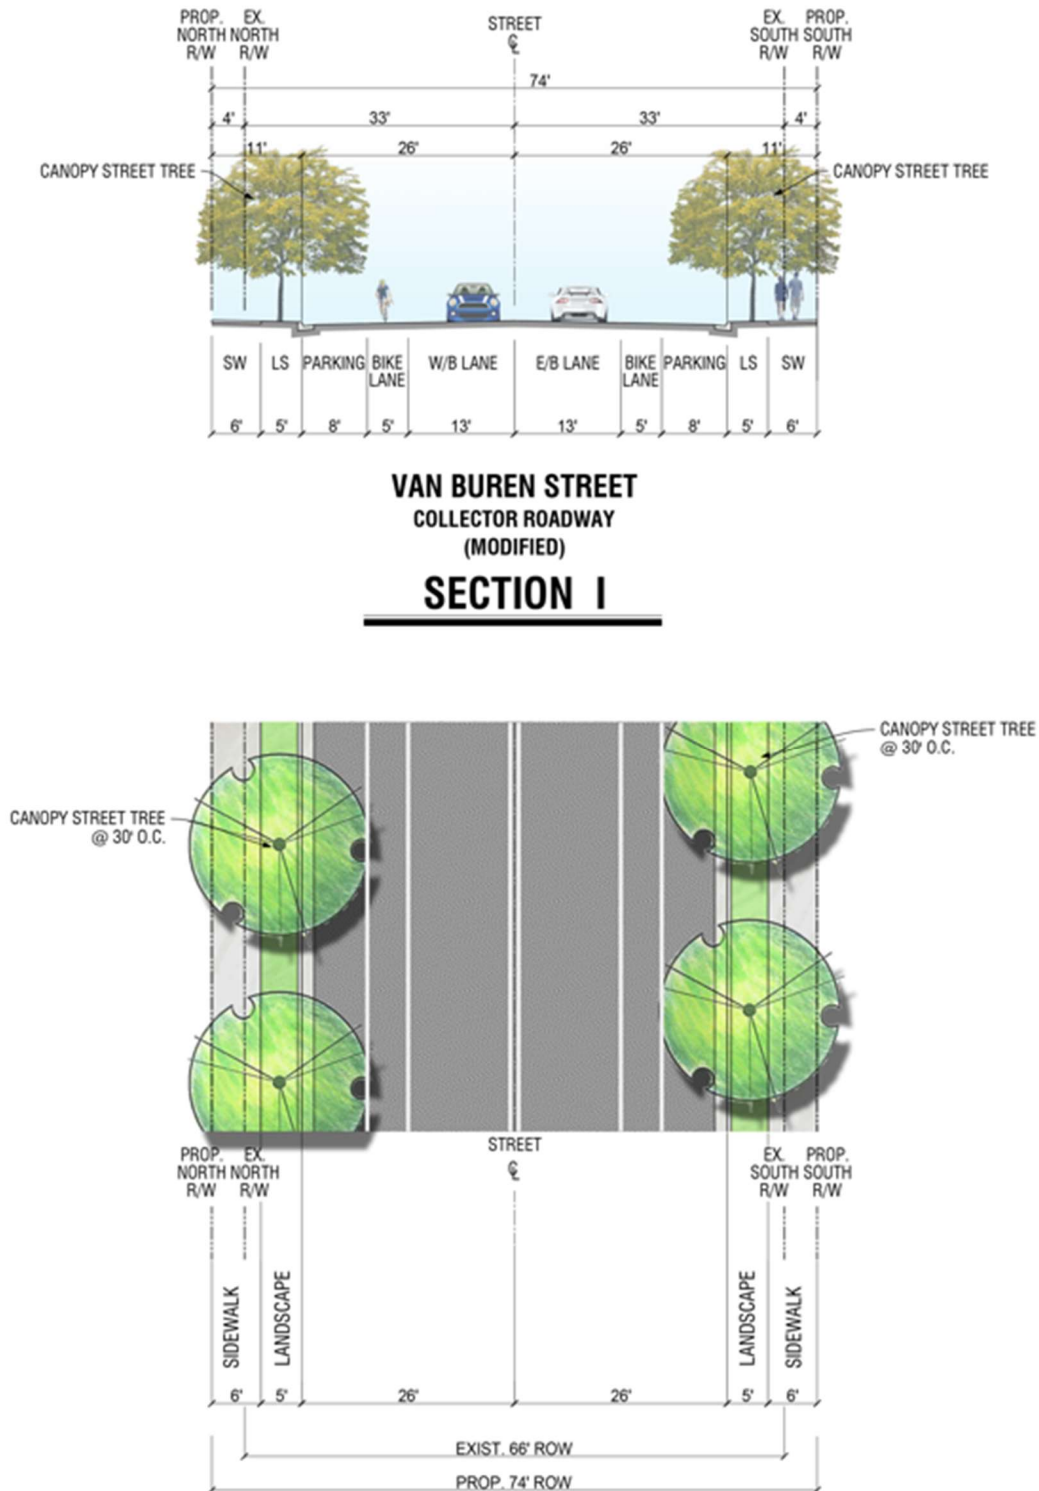 PROP. EX. STREET EX. PROP.
NORTH NORTH ℄ SOUTH SOUTH
R/W R/W R/W R/W
74'
4' 33' 33' 4'
11' 26' 26' 11'
CANOPY STREET TREE CANOPY STREET TREE
SW LS PARKING BIKE W/B LANE E/B LANE BIKE PARKING LS SW
LANE LANE
6' 5' 8' 5' 13' 13' 5' 8' 5' 6'
VAN BUREN STREET
COLLECTOR ROADWAY
(MODIFIED)
SECTION I
CANOPY STREET TREE
@ 30' O.C.
CANOPY STREET TREE
@ 30' O.C.
STREET
PROP. EX. ℄ EX. PROP.
NORTH NORTH SOUTH SOUTH
R/W R/W R/W R/W
SIDEWALK LANDSCAPE LANDSCAPE SIDEWALK
6' 5' 26' 26' 5' 6'
EXIST. 66' ROW
PROP. 74' ROW